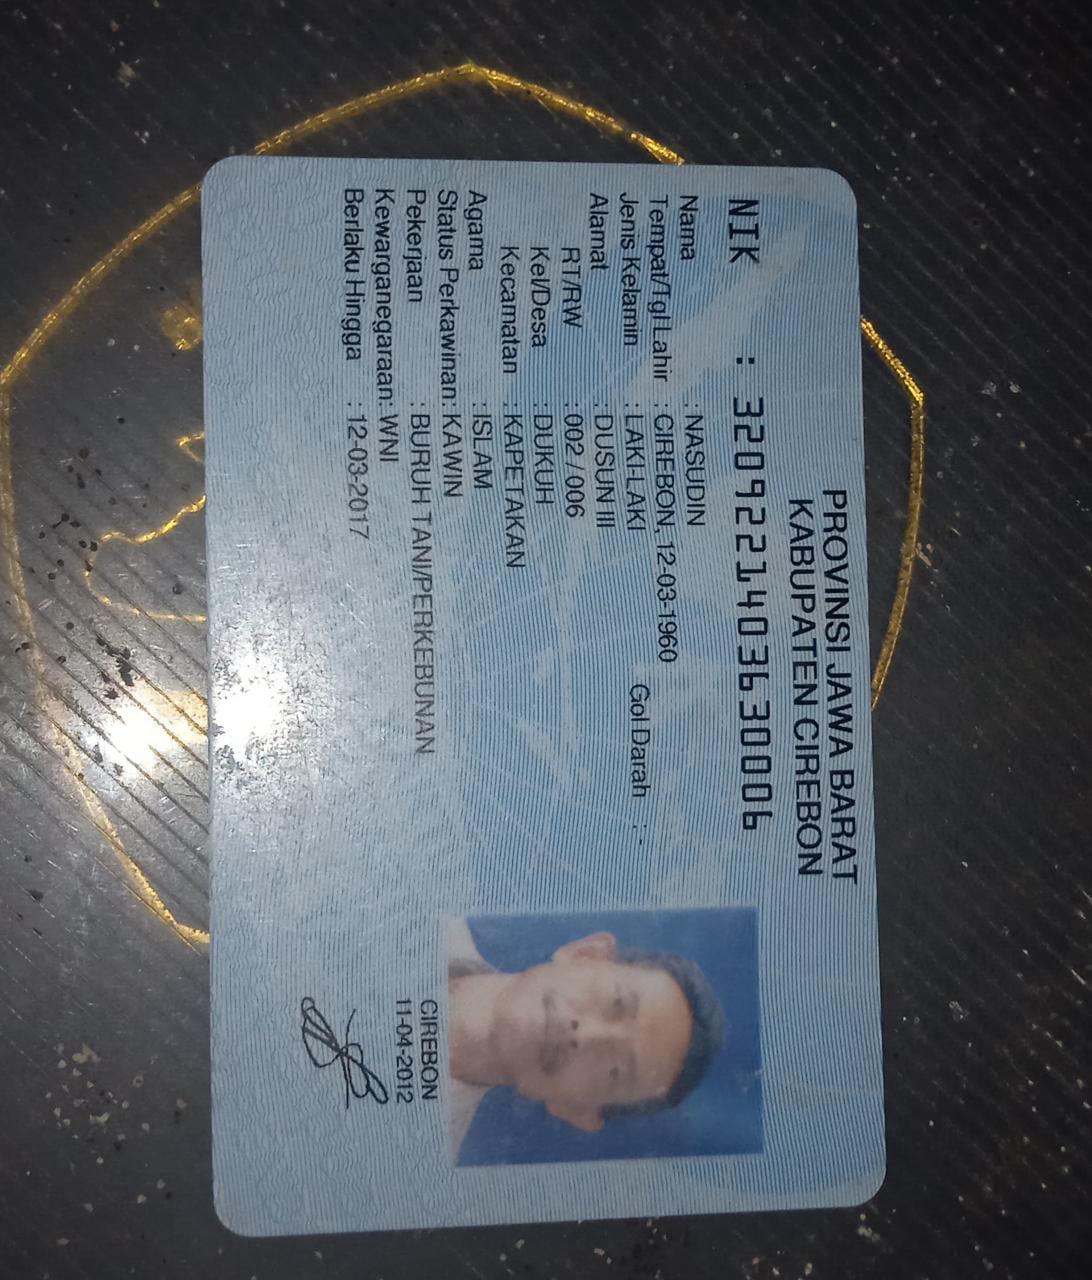 PROVINSI JAWA BARAT
KABUPATEN CIREBON
NIK : 3209221403630006
Nama : NASUDIN
Tempat/Tgl Lahir : CIREBON, 12-03-1960
Jenis Kelamin : LAKI-LAKI Gol Darah : -
Alamat : DUSUN III
RT/RW : 002 / 006
Kel/Desa : DUKUH
Kecamatan : KAPETAKAN
Agama : ISLAM
Status Perkawinan: KAWIN
Pekerjaan : BURUH TANI/PERKEBUNAN
Kewarganegaraan: WNI
Berlaku Hingga : 12-03-2017
CIREBON
11-04-2012